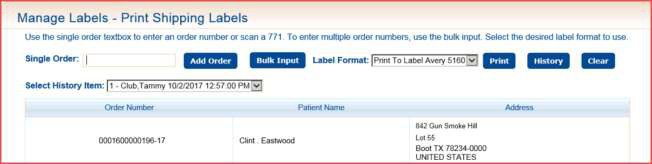 Manage Labels - Print Shipping Labels
Use the single order textbox to enter an order number or scan a 771. To enter multiple order numbers, use the bulk input. Select the desired label format to use.
Single Order: Add Order Bulk Input Label Format: Print To Label Avery 5160 Print History Clear
Select History Item: 1 - Club,Tammy 10/2/2017 12:57:00 PM
Order Number Patient Name Address
842 Gun Smoke Hill
Lot 55
0001600000196-17 Clint . Eastwood
Boot TX 78234-0000
UNITED STATES